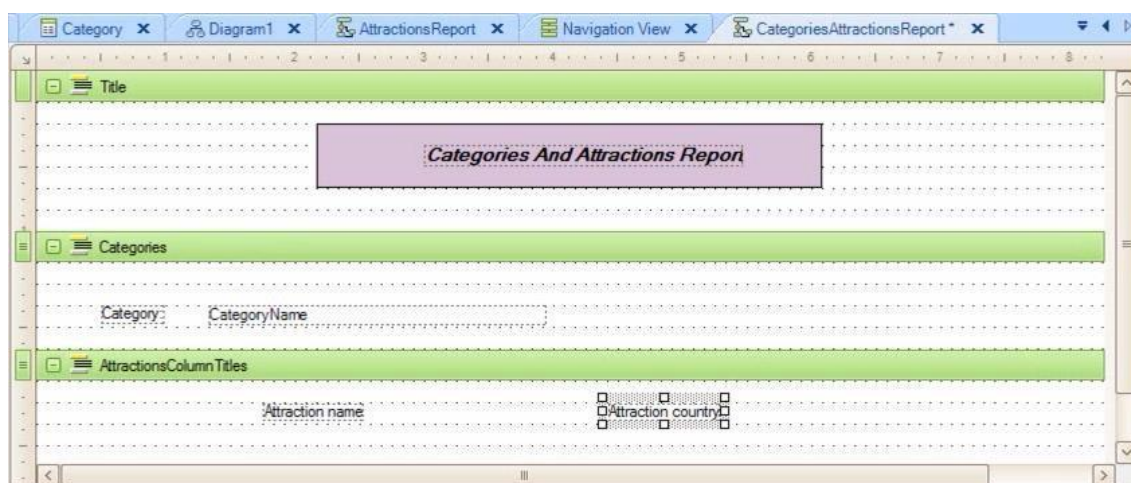 Category X Diagram1 X AttractionsReport X Navigation View X CategoriesAttractionsReport * X
1 2 3 4 5 6 7 8
Title
Categories And Attractions Report
Categories
Category: CategoryName
AttractionsColumnTitles
Attraction name Attraction country